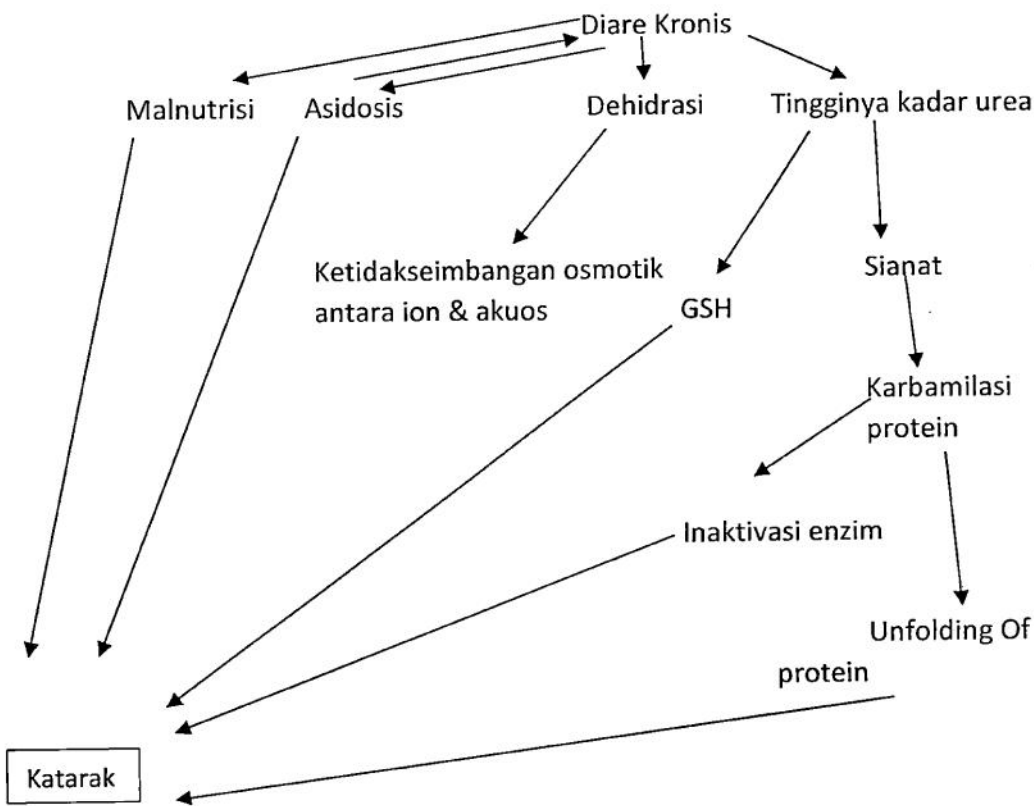 Diare Kronis
Malnutrisi
Asidosis
Dehidrasi
Tingginya kadar urea
Ketidakseimbangan osmotik
antara ion & akuos
GSH
Sianat
Karbamilasi
protein
Inaktivasi enzim
Unfolding Of
protein
Katarak